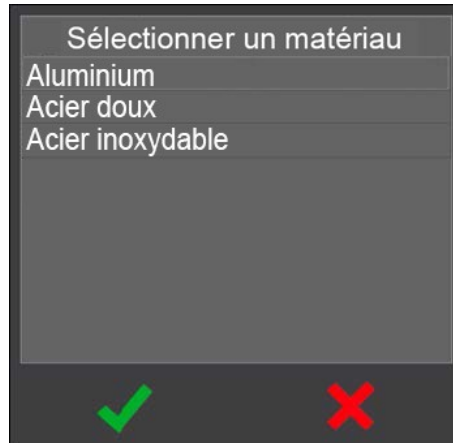 Sélectionner un matériau
Aluminium
Acier doux
Acier inoxydable